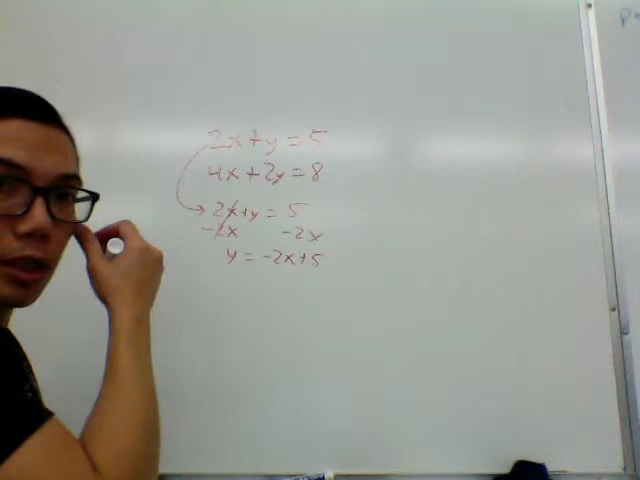 2x+y=5
4x+2y=8
2x+y=5
-2x -2x
y=-2x+5